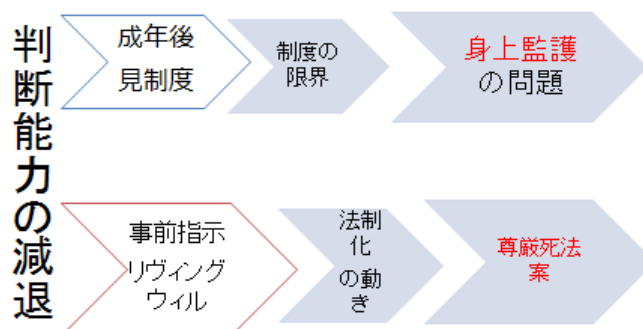 判断能力の減退
成年後
見制度
制度の
限界
身上監護
の問題
事前指示
リヴィング
ウィル
法制
化
の動
き
尊厳死法
案